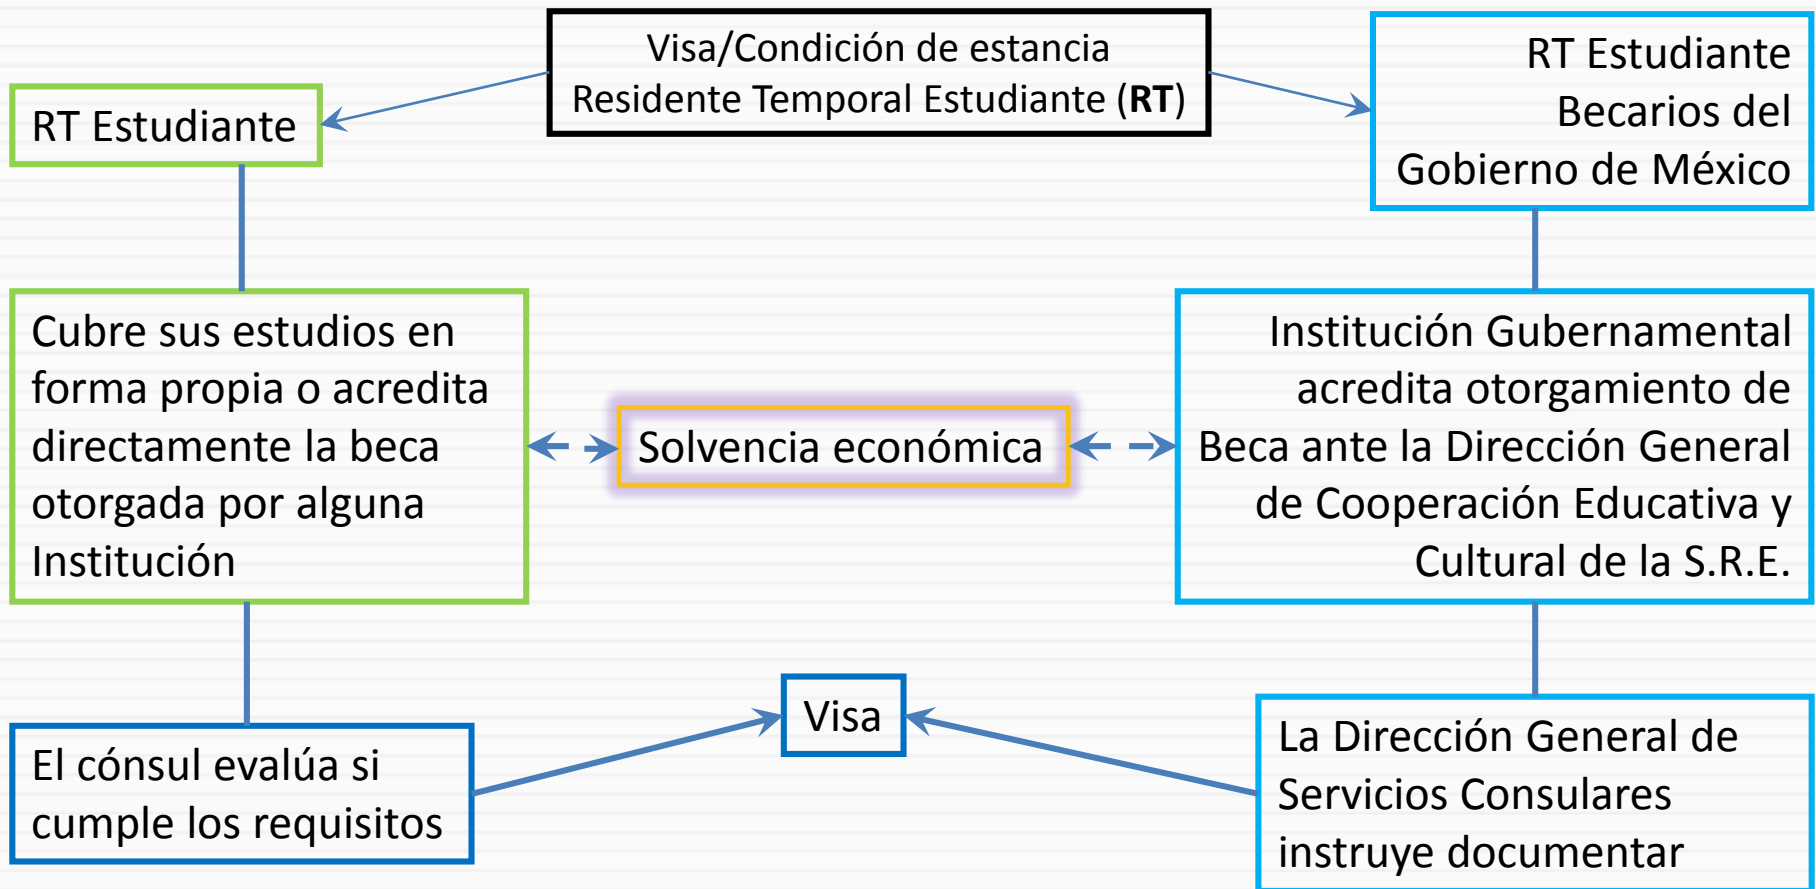 Visa/Condición de estancia
Residente Temporal Estudiante (RT)
RT Estudiante
RT Estudiante
Becarios del
Gobierno de México
Cubre sus estudios en
forma propia o acredita
directamente la beca
otorgada por alguna
Institución
Solvencia económica
Institución Gubernamental
acredita otorgamiento de
Beca ante la Dirección General
de Cooperación Educativa y
Cultural de la S.R.E.
El cónsul evalúa si
cumple los requisitos
Visa
La Dirección General de
Servicios Consulares
instruye documentar